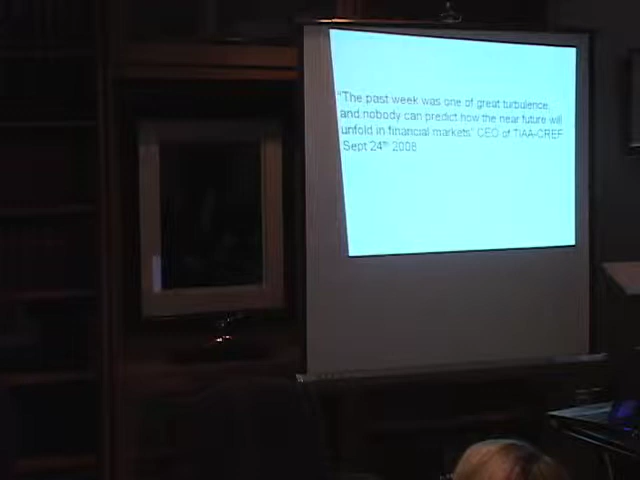 "The past week was one of great turbulence,
and nobody can predict how the near future will
unfold in financial markets" CEO of TIAA-CREF
Sept 24th 2008